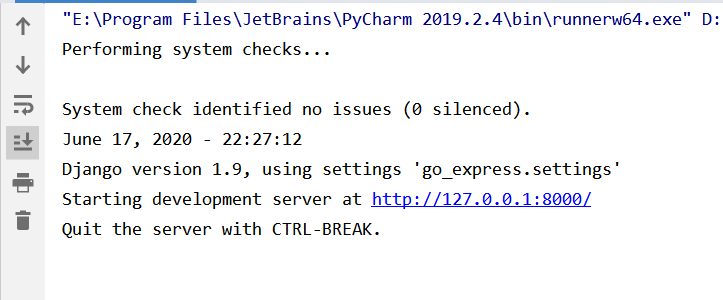 "E:\Program Files\JetBrains\PyCharm 2019.2.4\bin\runnerw64.exe" D:
Performing system checks...
System check identified no issues (0 silenced).
June 17, 2020 - 22:27:12
Django version 1.9, using settings 'go_express.settings'
Starting development server at http://127.0.0.1:8000/
Quit the server with CTRL-BREAK.